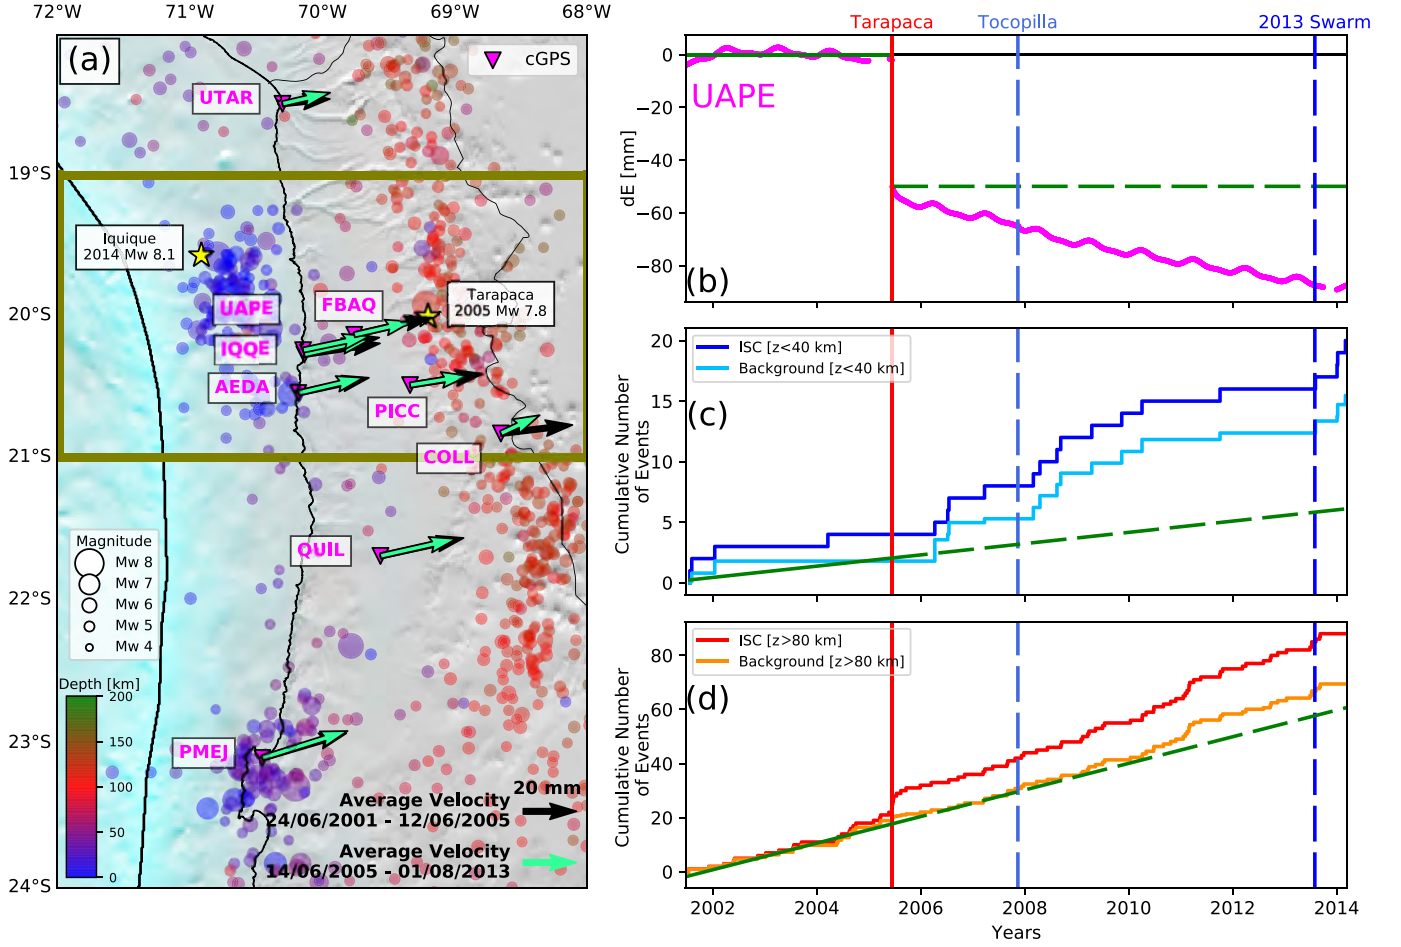 72°W 71°W 70°W 69°W 68°W
(a)
cGPS
UTAR
19°S
Iquique
2014 Mw 8.1
UAPE
FBAQ
Tarapaca
2005 Mw 7.8
20°S
IQQE
AEDA
PICC
COLL
21°S
QUIL
Magnitude
Mw 8
Mw 7
Mw 6
Mw 5
Mw 4
22°S
Depth [km]
200
150
100
50
0
23°S
PMEJ
20 mm
Average Velocity
24/06/2001 - 12/06/2005
Average Velocity
14/06/2005 - 01/08/2013
24°S
Tarapaca Tocopilla 2013 Swarm
0
−20
−40
−60
−80
dE [mm]
UAPE
(b)
20
15
10
5
0
Cumulative Number
of Events
ISC [z<40 km]
Background [z<40 km]
(c)
80
60
40
20
0
Cumulative Number
of Events
ISC [z>80 km]
Background [z>80 km]
(d)
2002 2004 2006 2008 2010 2012 2014
Years